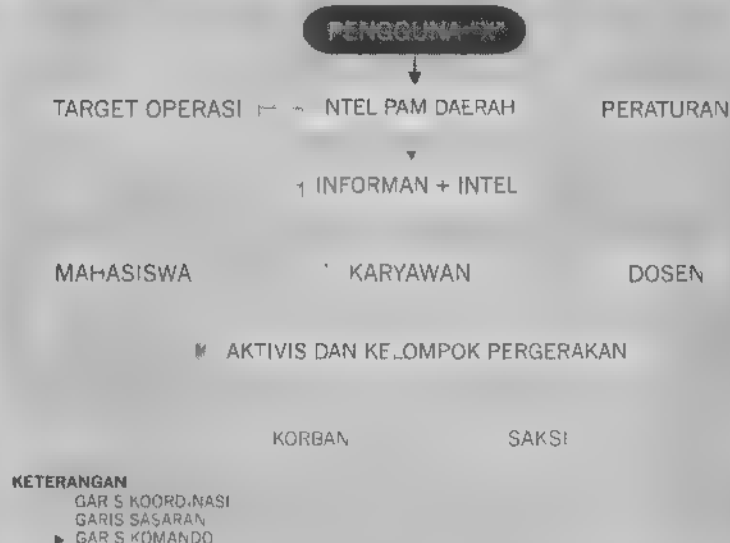 PENGGUNA "X"
TARGET OPERASI NTEL PAM DAERAH PERATURAN
INFORMAN + INTEL
MAHASISWA KARYAWAN DOSEN
AKTIVIS DAN KELOMPOK PERGERAKAN
KORBAN SAKSI
KETERANGAN
GARIS KOORDINASI
GARIS SASARAN
GARIS KOMANDO